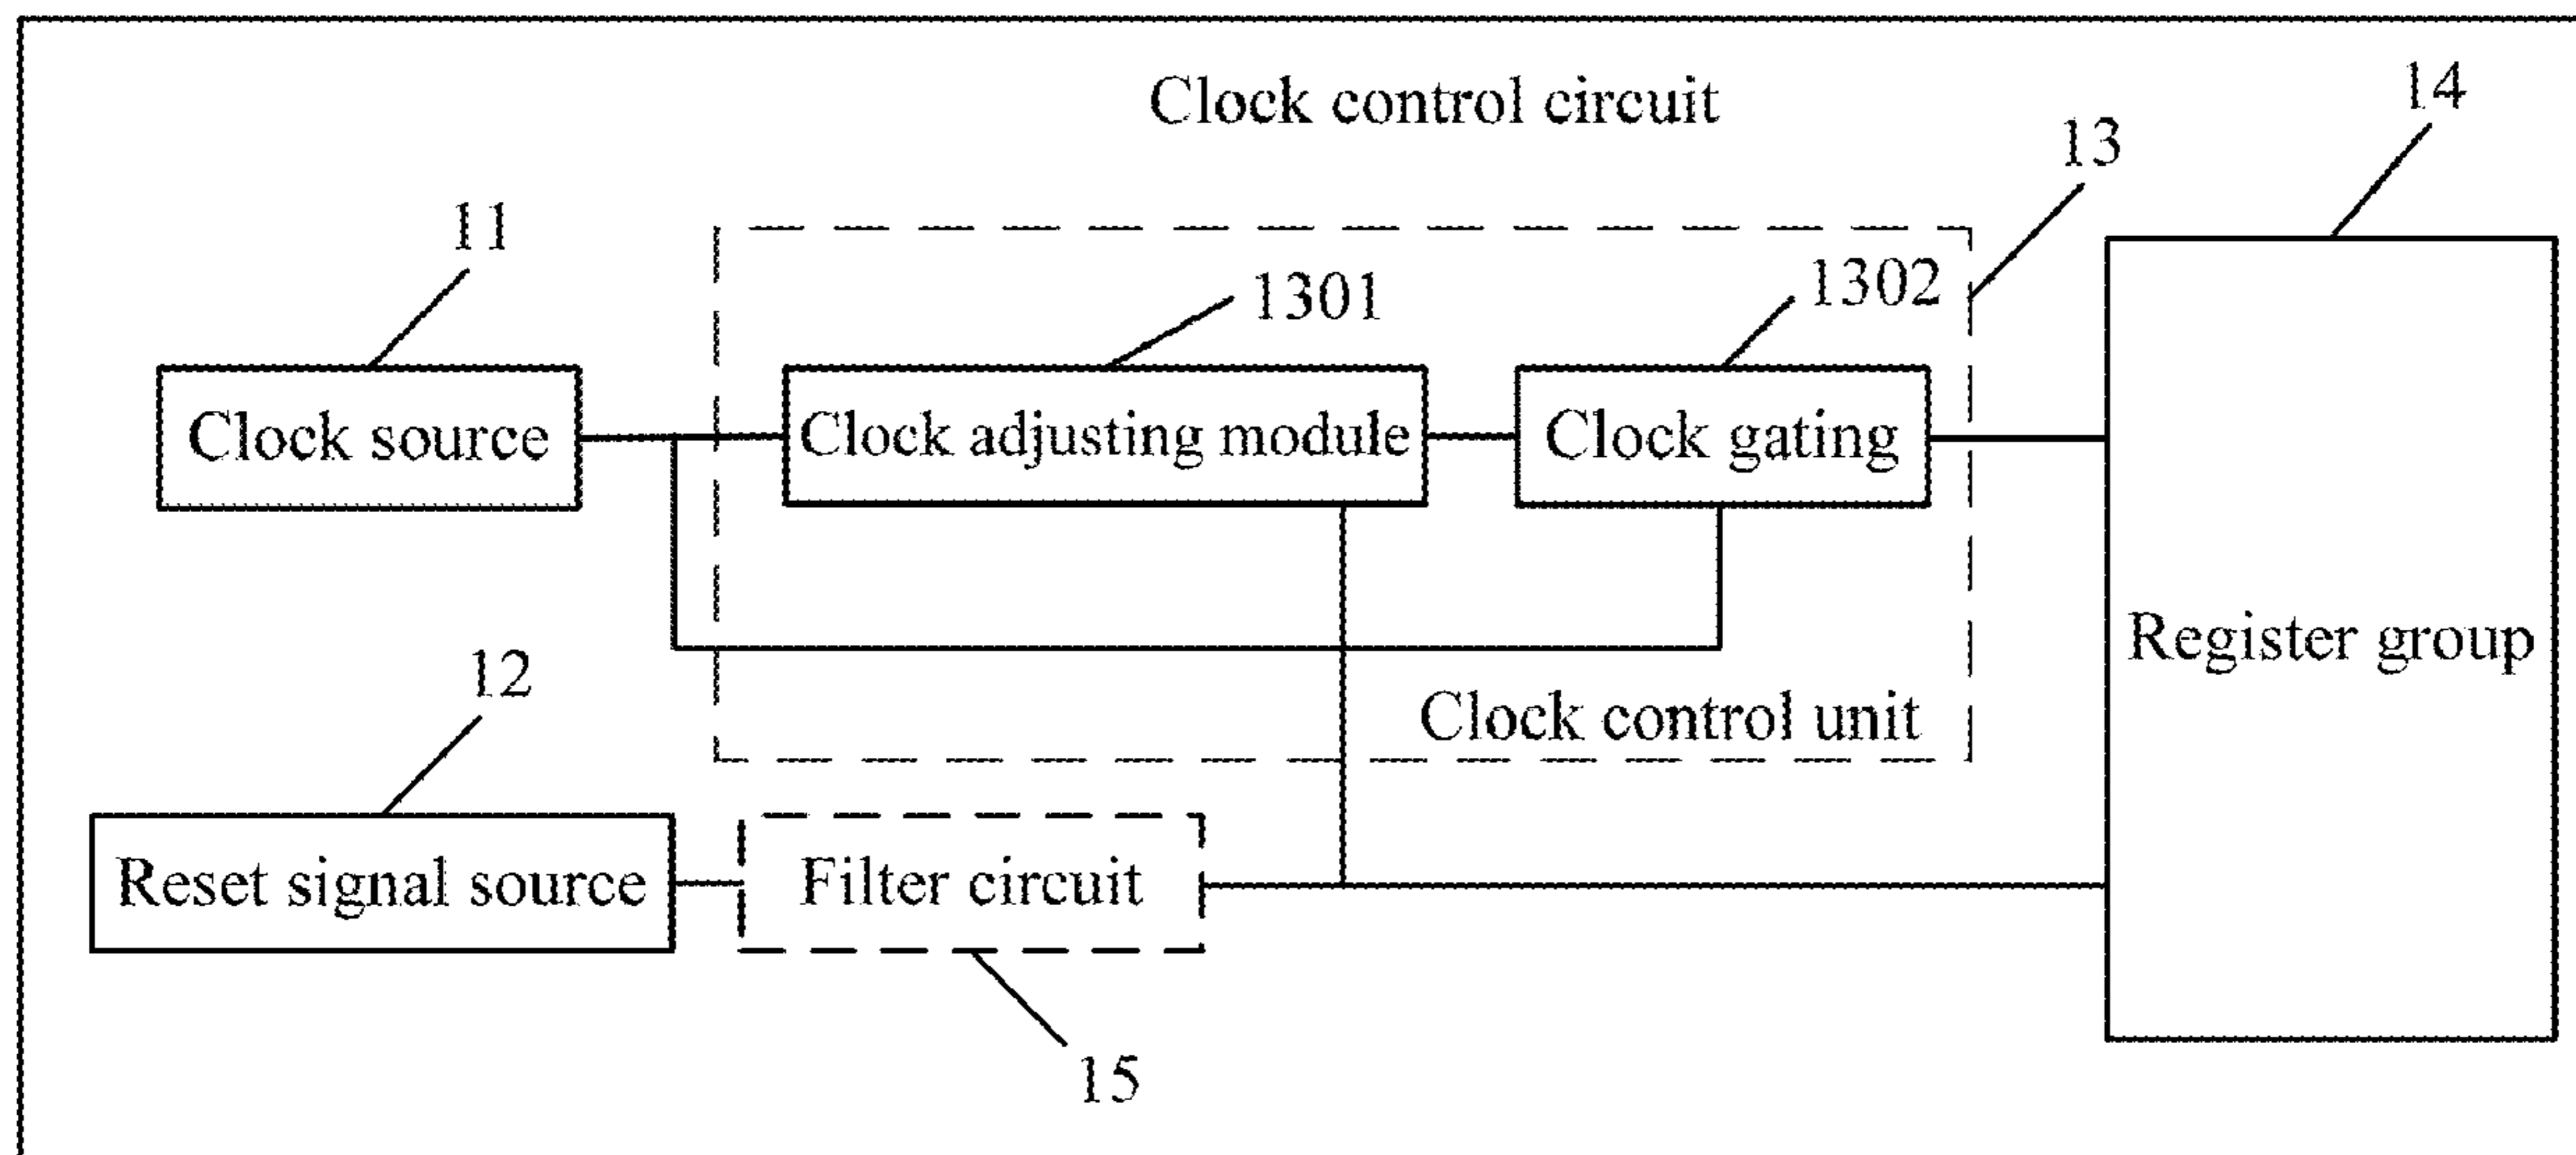 Clock control circuit
14
13
11
1301
1302
Clock source
Clock adjusting module
Clock gating
Register group
12
Clock control unit
Reset signal source
Filter circuit
15